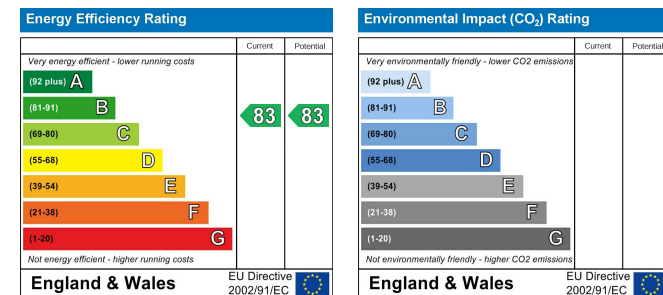 Energy Efficiency Rating
Current Potential
Very energy efficient - lower running costs
(92 plus) A
(81-91) B
(69-80) C
(55-68) D
(39-54) E
(21-38) F
(1-20) G
83 83
Not energy efficient - higher running costs
England & Wales
EU Directive
2002/91/EC
Environmental Impact (CO₂) Rating
Current Potential
Very environmentally friendly - lower CO2 emissions
(92 plus) A
(81-91) B
(69-80) C
(55-68) D
(39-54) E
(21-38) F
(1-20) G
Not environmentally friendly - higher CO2 emissions
England & Wales
EU Directive
2002/91/EC